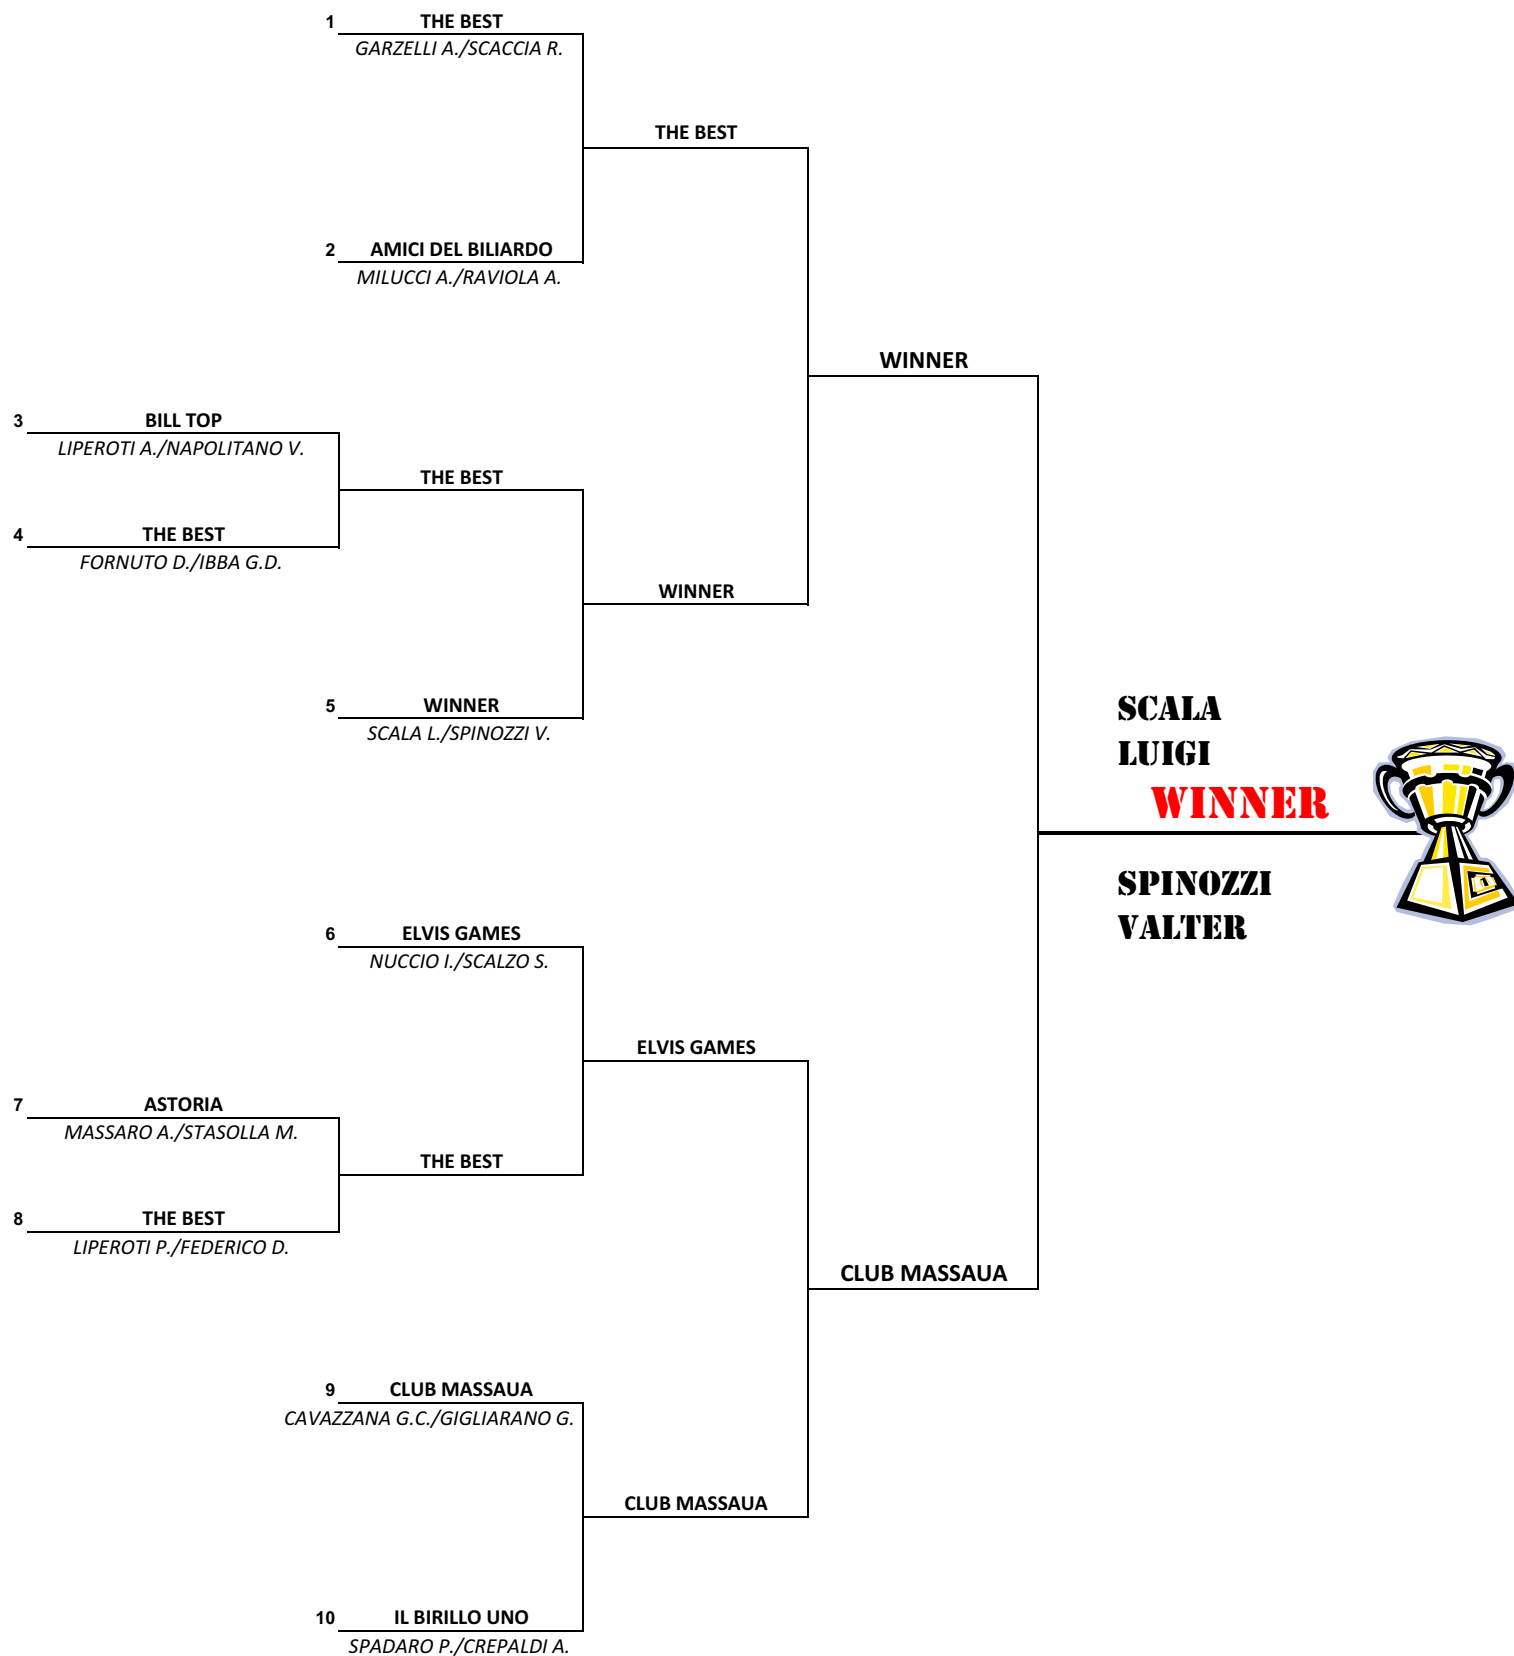 1 THE BEST
GARZELLI A./SCACCIA R.
THE BEST
2 AMICI DEL BILIARDO
MILUCCI A./RAVIOLA A.
WINNER
3 BILL TOP
LIPEROTI A./NAPOLITANO V.
THE BEST
4 THE BEST
FORNUTO D./IBBA G.D.
WINNER
5 WINNER
SCALA L./SPINOZZI V.
SCALA
LUIGI
WINNER
SPINOZZI
VALTER
6 ELVIS GAMES
NUCCIO I./SCALZO S.
ELVIS GAMES
7 ASTORIA
MASSARO A./STASOLLA M.
THE BEST
8 THE BEST
LIPEROTI P./FEDERICO D.
CLUB MASSAUA
9 CLUB MASSAUA
CAVAZZANA G.C./GIGLIARANO G.
CLUB MASSAUA
10 IL BIRILLO UNO
SPADARO P./CREPALDI A.